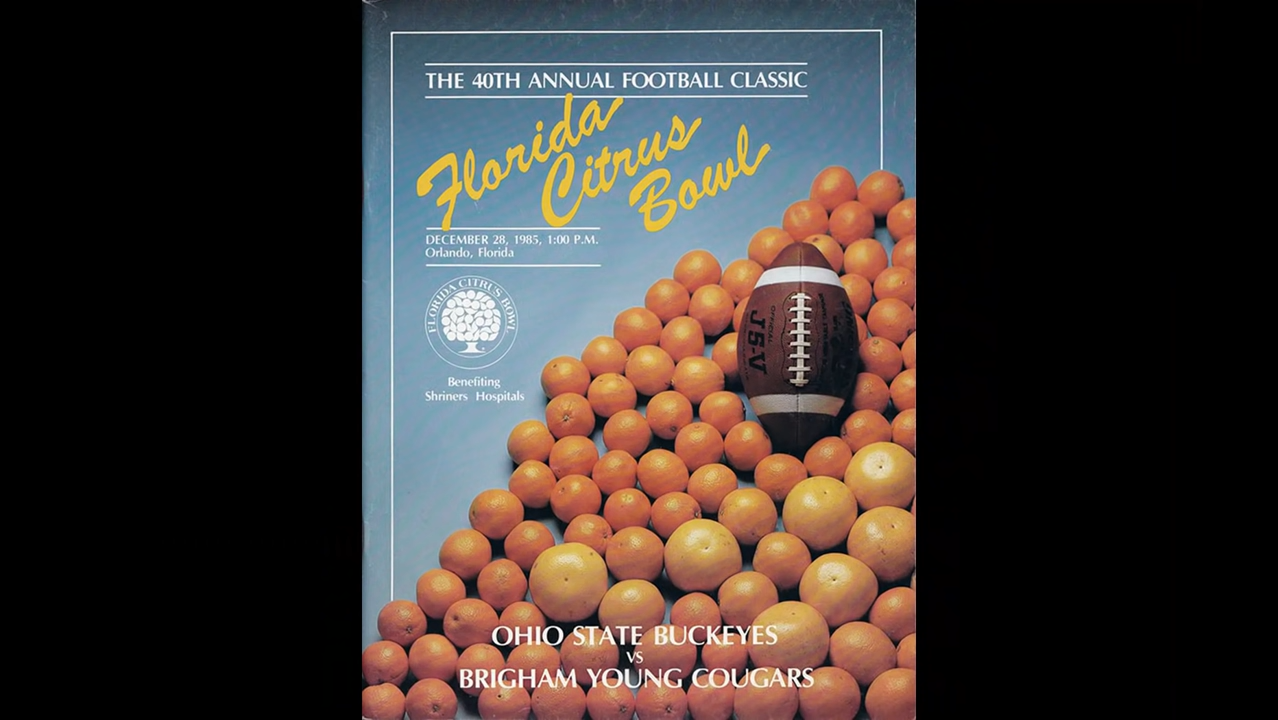 THE 40TH ANNUAL FOOTBALL CLASSIC
Florida
Citrus
Bowl
DECEMBER 28, 1985, 1:00 P.M.
Orlando, Florida
FLORIDA CITRUS BOWL
Benefiting
Shriners Hospitals
OFFICIAL
J5-V
OHIO STATE BUCKEYES
VS
BRIGHAM YOUNG COUGARS